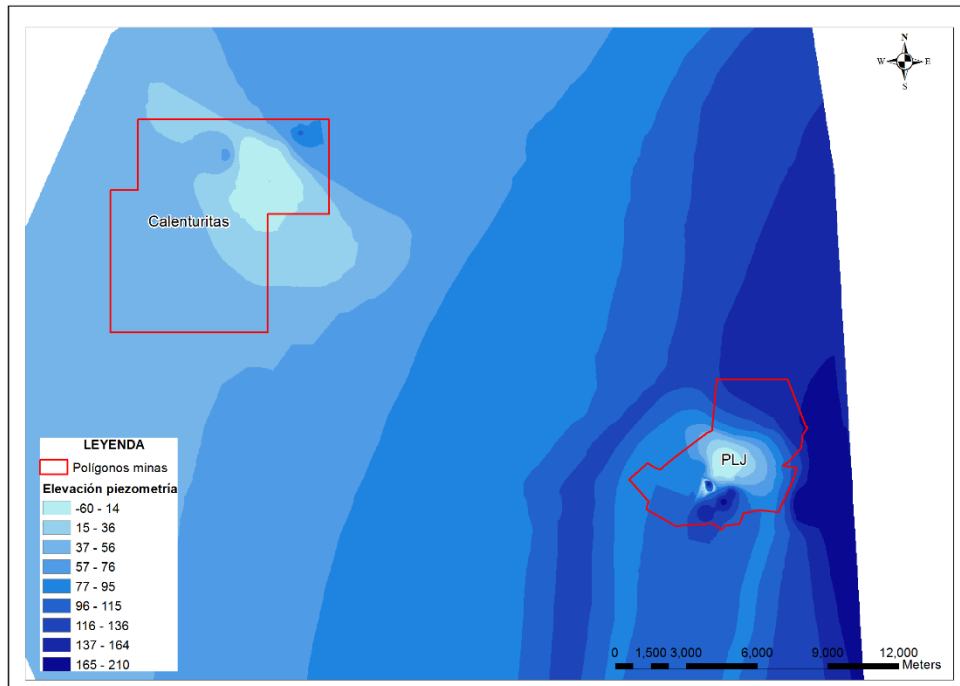 N
W E
S
Calenturitas
PLJ
LEYENDA
Polígonos minas
Elevación piezometría
-60 - 14
15 - 36
37 - 56
57 - 76
77 - 95
96 - 115
116 - 136
137 - 164
165 - 210
0 1,500 3,000 6,000 9,000 12,000
Meters